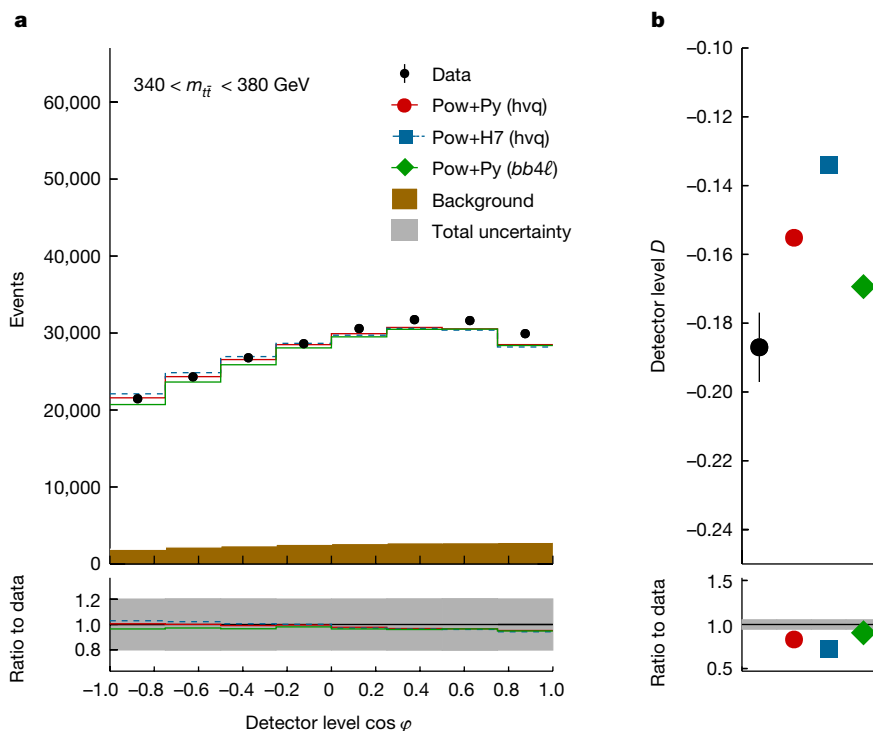 a
340 < m_{tt̄} < 380 GeV
Data
Pow+Py (hvq)
Pow+H7 (hvq)
Pow+Py (bb4ℓ)
Background
Total uncertainty
Events
60,000
50,000
40,000
30,000
20,000
10,000
0
Ratio to data
1.2
1.0
0.8
−1.0 −0.8 −0.6 −0.4 −0.2 0 0.2 0.4 0.6 0.8 1.0
Detector level cos φ
b
Detector level D
−0.10
−0.12
−0.14
−0.16
−0.18
−0.20
−0.22
−0.24
Ratio to data
1.5
1.0
0.5